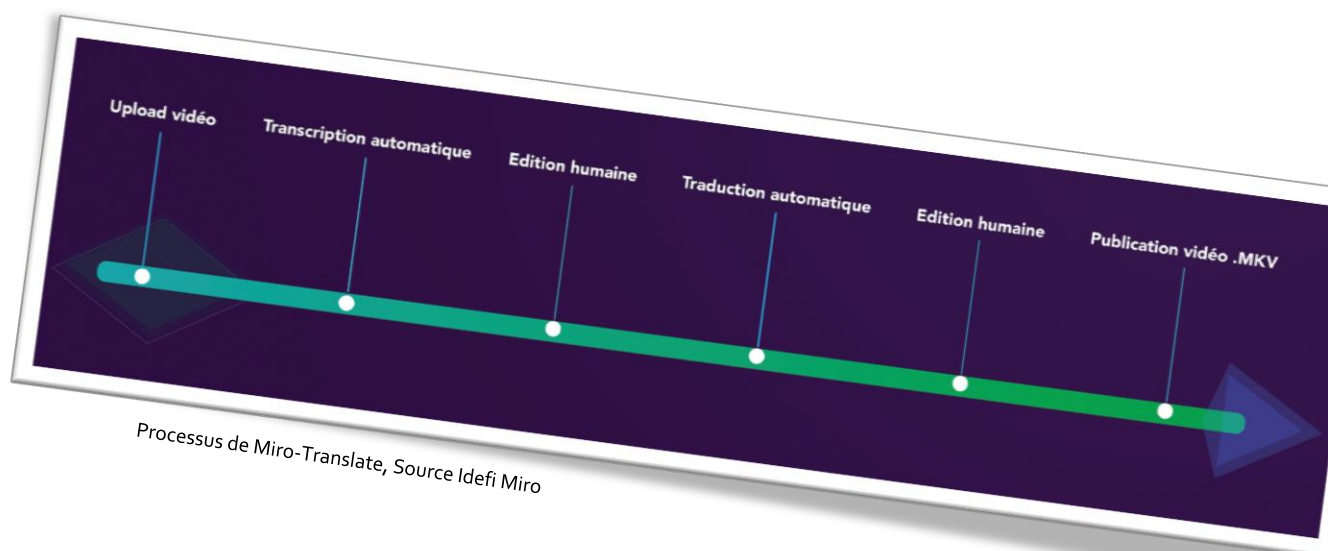 Upload vidéo
Transcription automatique
Edition humaine
Traduction automatique
Edition humaine
Publication vidéo .MKV
Processus de Miro-Translate, Source Idefi Miro